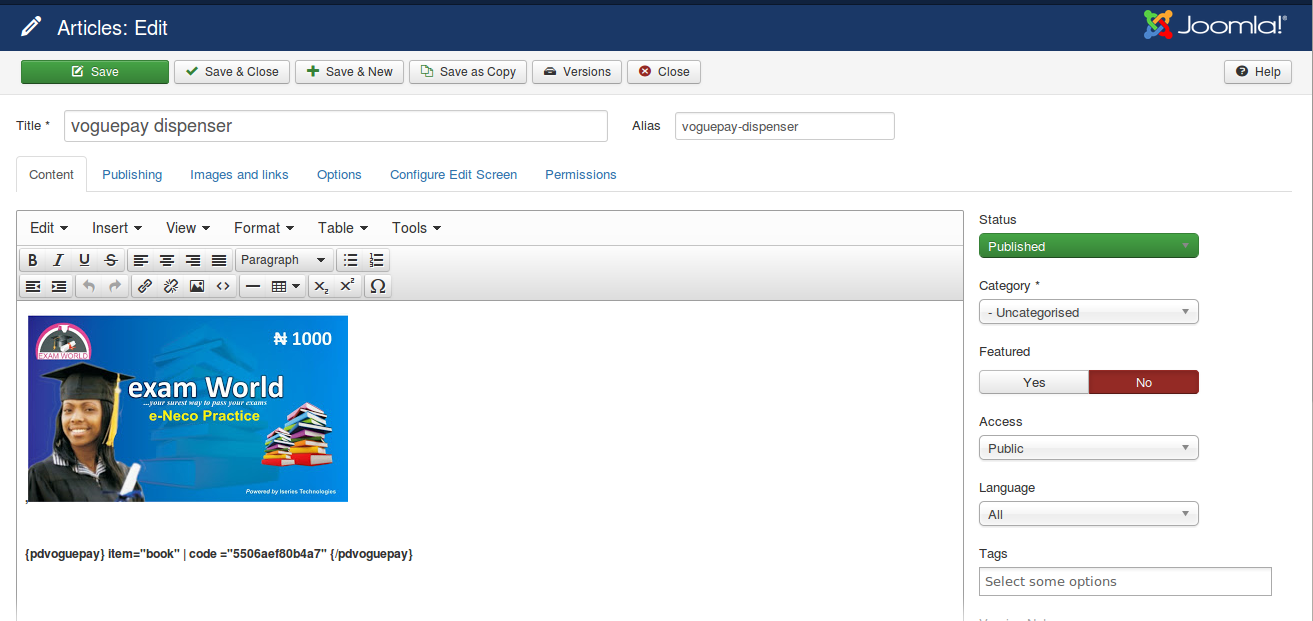 Articles: Edit
Joomla!®
Save
Save & Close
Save & New
Save as Copy
Versions
Close
Help
Title *
voguepay dispenser
Alias
voguepay-dispenser
Content
Publishing
Images and links
Options
Configure Edit Screen
Permissions
Edit
Insert
View
Format
Table
Tools
B I U S
Paragraph
X₂ X² Ω
EXAM WORLD
₦ 1000
exam World
...your surest way to pass your exams
e-Neco Practice
Powered by Iseries Technologies
,
{pdvoguepay} item="book" | code ="5506aef80b4a7" {/pdvoguepay}
Status
Published
Category *
- Uncategorised
Featured
Yes
No
Access
Public
Language
All
Tags
Select some options